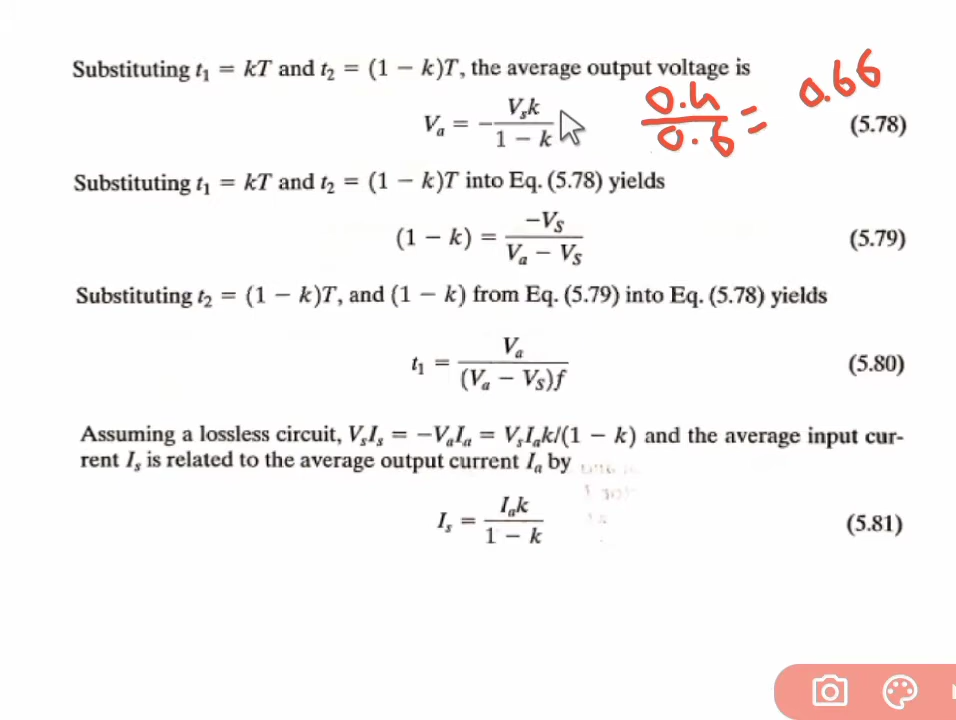 Substituting t₁ = kT and t₂ = (1 − k)T, the average output voltage is
Vₐ = − Vₛk / 1 − k (5.78)
0.4 / 0.6 = 0.66
Substituting t₁ = kT and t₂ = (1 − k)T into Eq. (5.78) yields
(1 − k) = −V_S / Vₐ − V_S (5.79)
Substituting t₂ = (1 − k)T, and (1 − k) from Eq. (5.79) into Eq. (5.78) yields
t₁ = Vₐ / (Vₐ − V_S)f (5.80)
Assuming a lossless circuit, VₛIₛ = −VₐIₐ = VₛIₐk/(1 − k) and the average input cur-
rent Iₛ is related to the average output current Iₐ by
Iₛ = Iₐk / 1 − k (5.81)